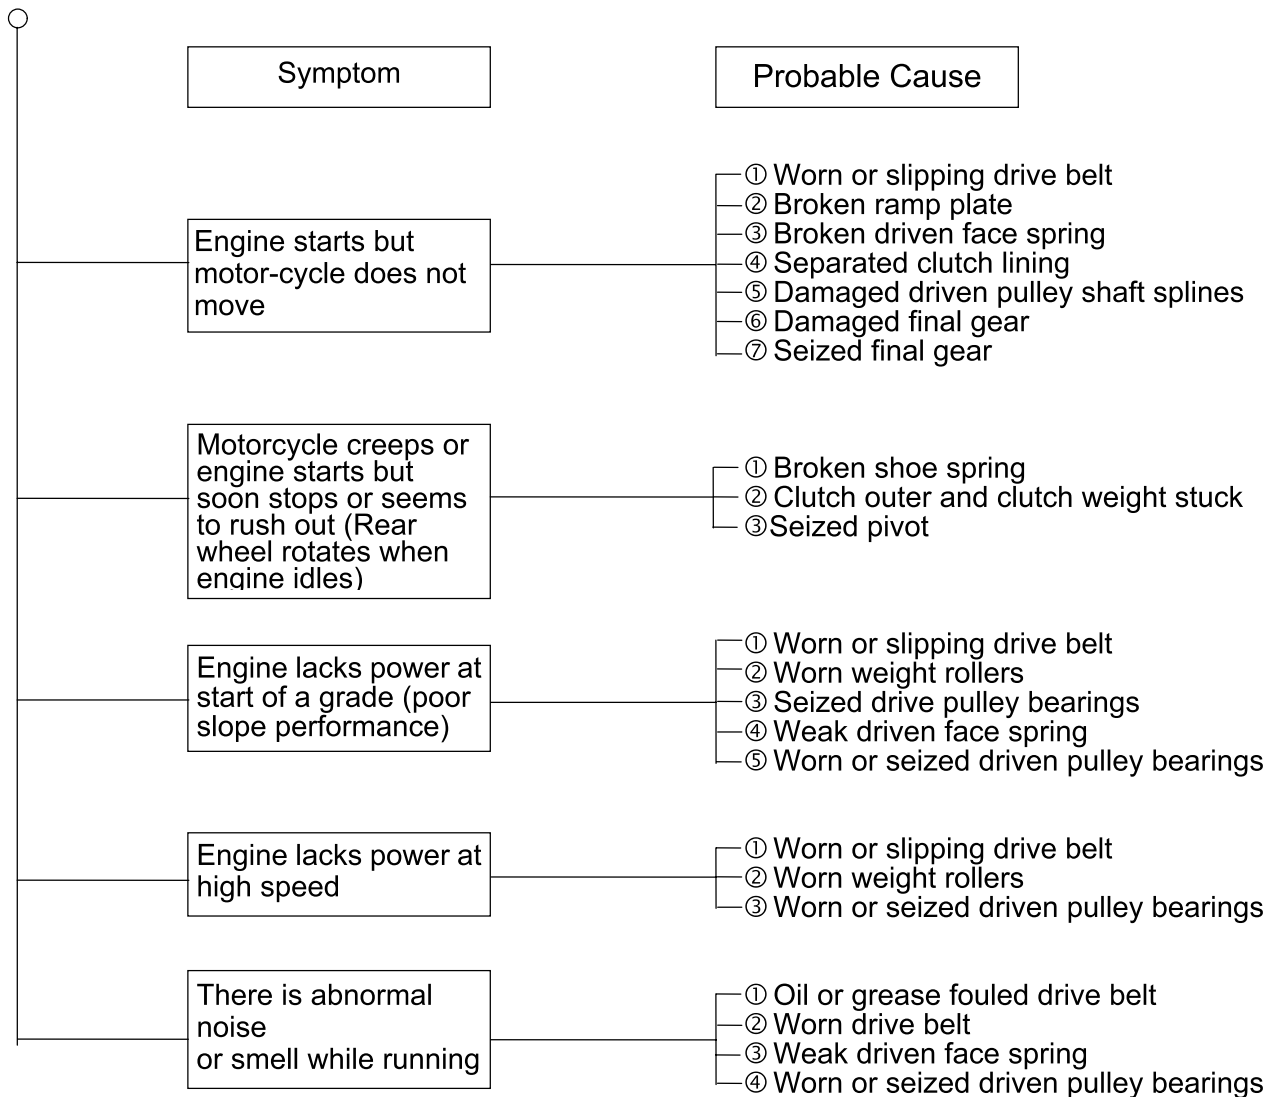 Symptom
Probable Cause
Engine starts but
motor-cycle does not
move
① Worn or slipping drive belt
② Broken ramp plate
③ Broken driven face spring
④ Separated clutch lining
⑤ Damaged driven pulley shaft splines
⑥ Damaged final gear
⑦ Seized final gear
Motorcycle creeps or
engine starts but
soon stops or seems
to rush out (Rear
wheel rotates when
engine idles)
① Broken shoe spring
② Clutch outer and clutch weight stuck
③Seized pivot
Engine lacks power at
start of a grade (poor
slope performance)
① Worn or slipping drive belt
② Worn weight rollers
③ Seized drive pulley bearings
④ Weak driven face spring
⑤ Worn or seized driven pulley bearings
Engine lacks power at
high speed
① Worn or slipping drive belt
② Worn weight rollers
③ Worn or seized driven pulley bearings
There is abnormal
noise
or smell while running
① Oil or grease fouled drive belt
② Worn drive belt
③ Weak driven face spring
④ Worn or seized driven pulley bearings